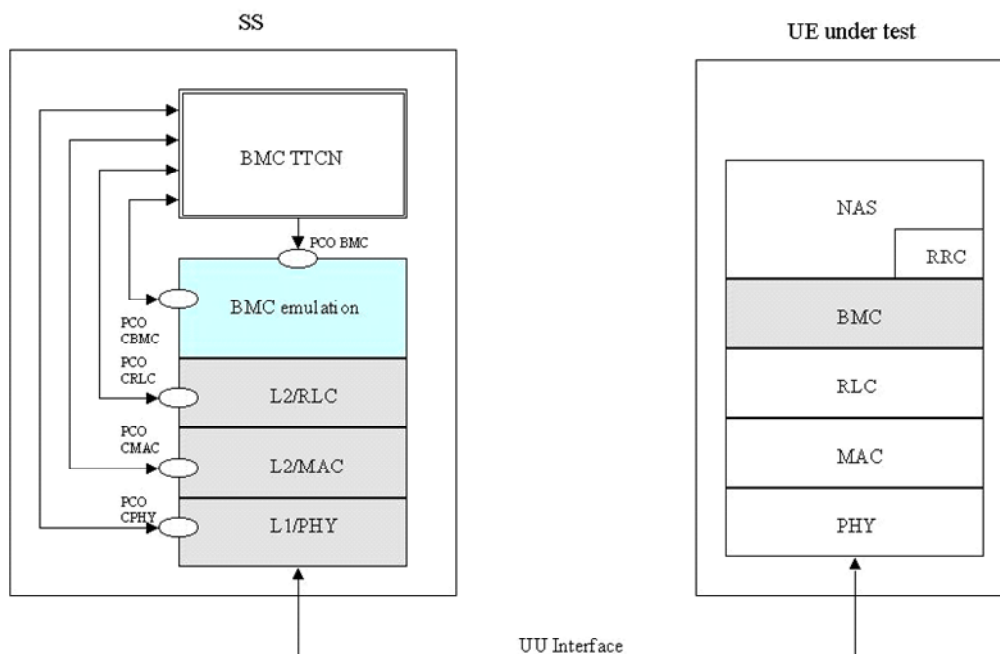 SS
UE under test
BMC TTCN
PCO BMC
BMC emulation
PCO
CBMC
PCO
CRLC
L2/RLC
PCO
CMAC
L2/MAC
PCO
CPHY
L1/PHY
NAS
RRC
BMC
RLC
MAC
PHY
UU Interface